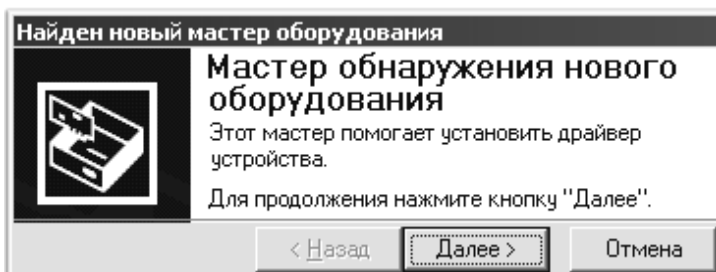 Найден новый мастер оборудования
Мастер обнаружения нового
оборудования
Этот мастер помогает установить драйвер
устройства.
Для продолжения нажмите кнопку "Далее".
< Назад Далее > Отмена